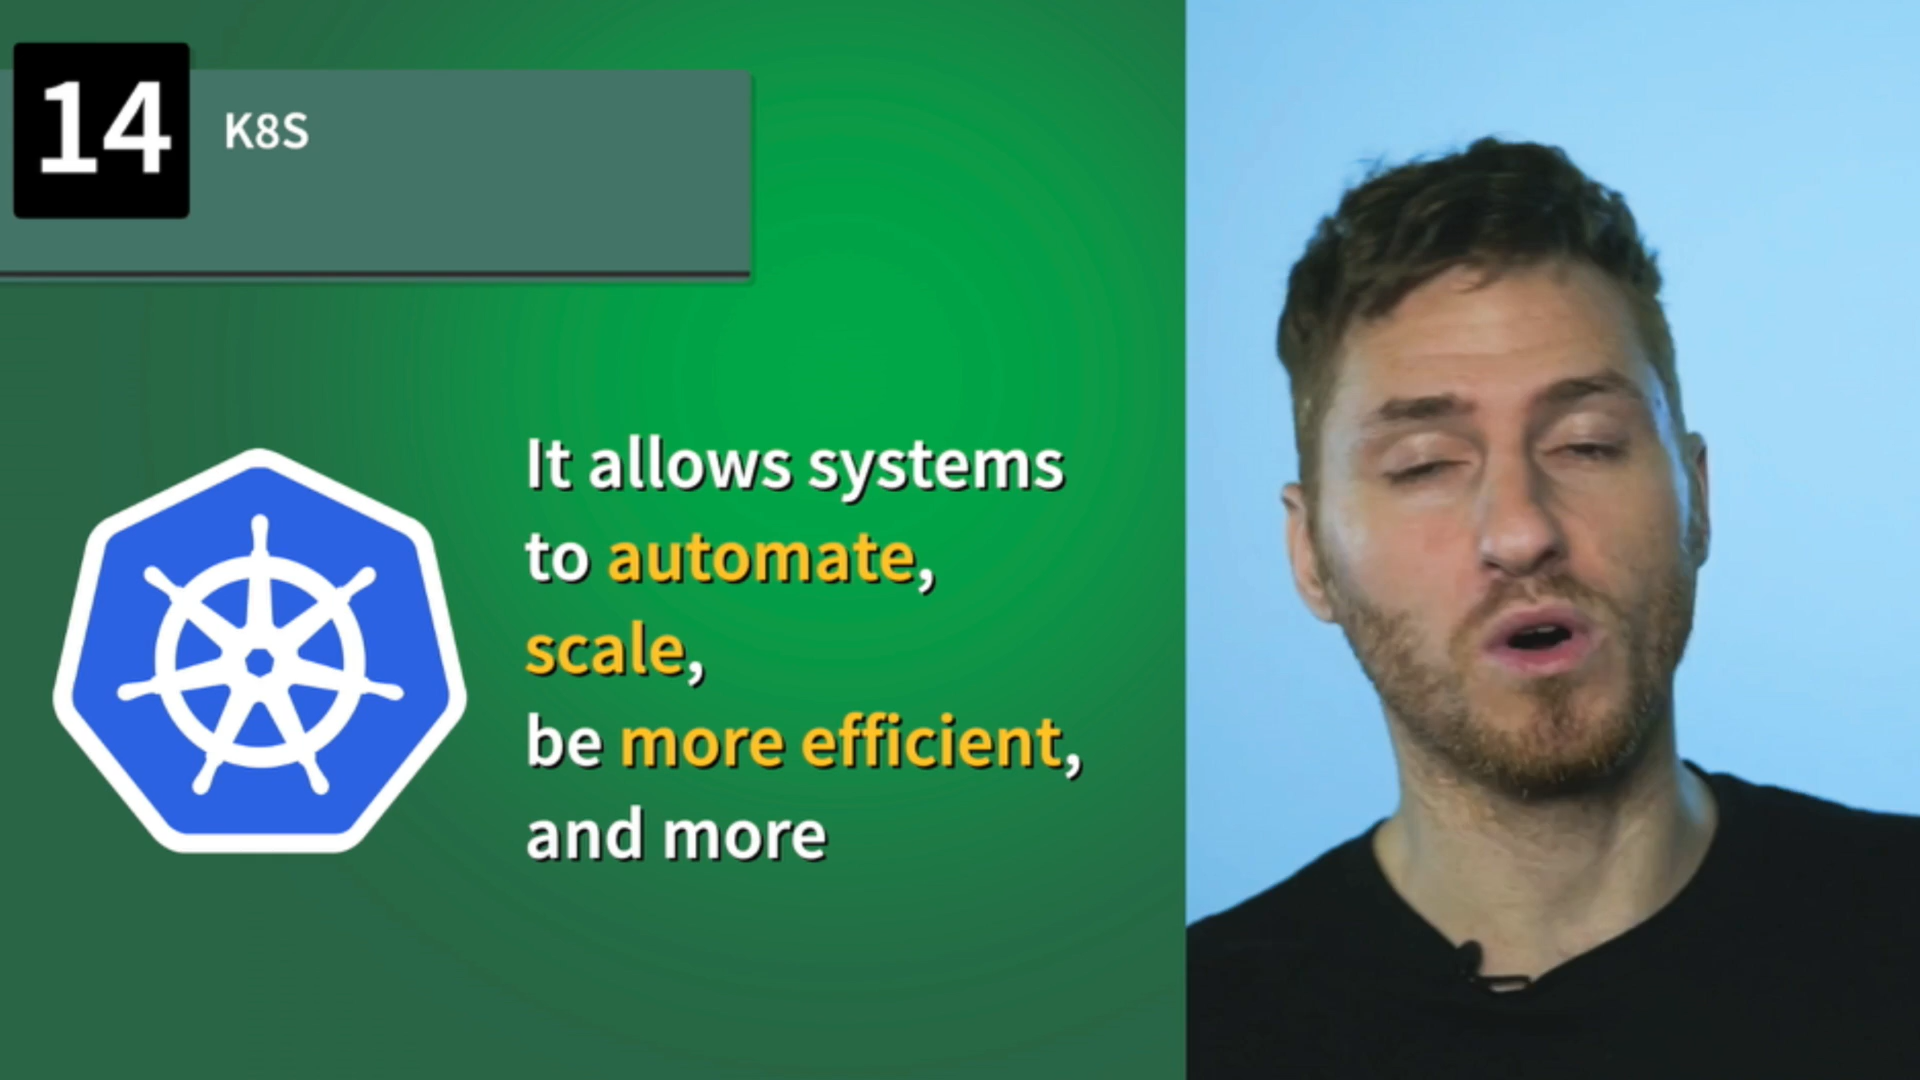 14
K8S
It allows systems
to automate,
scale,
be more efficient,
and more